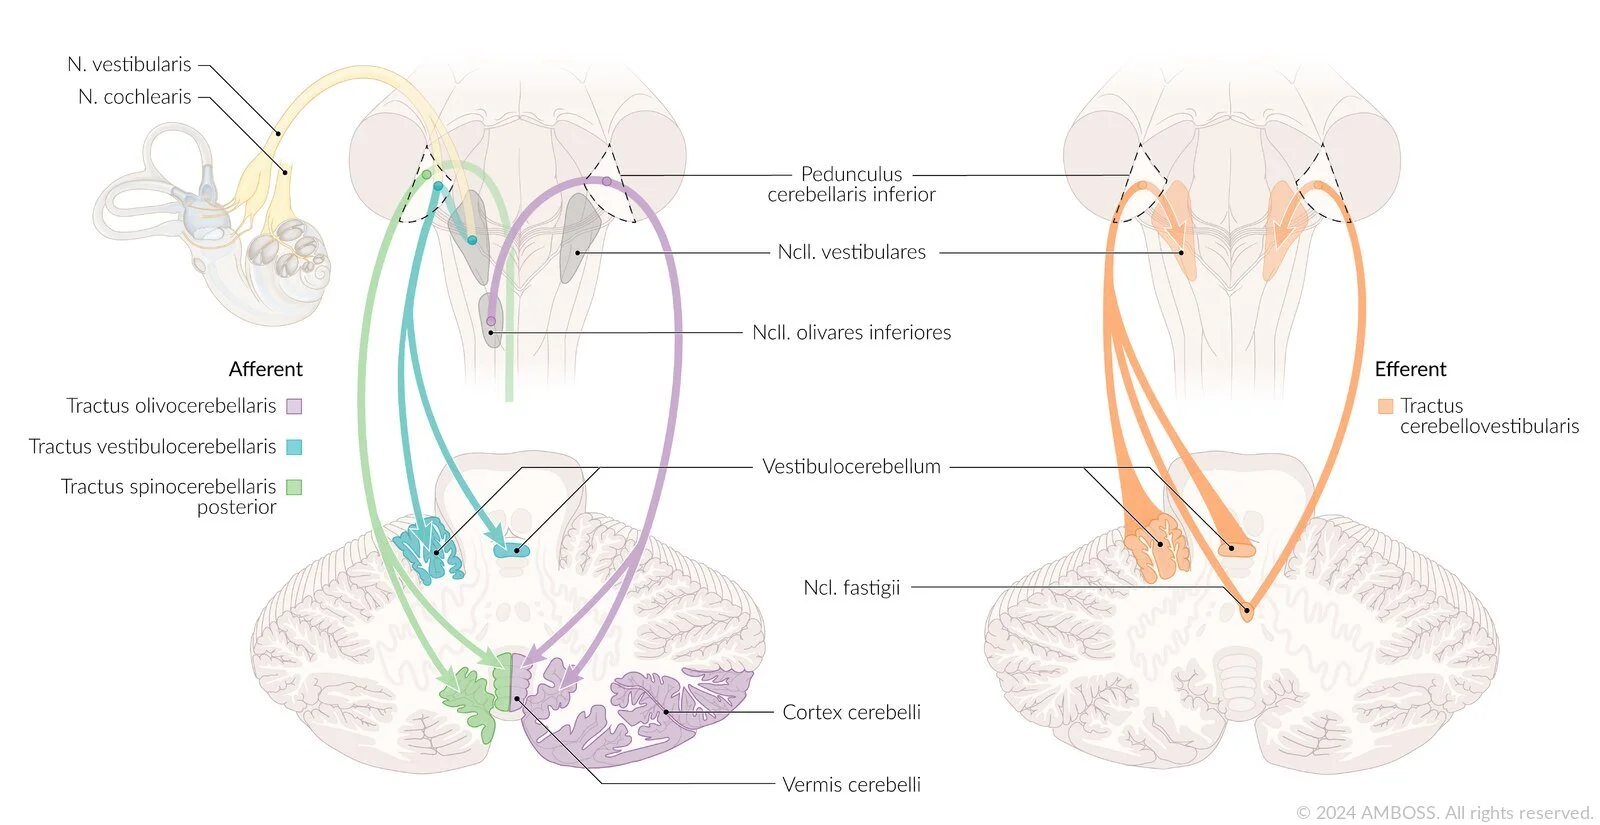 N. vestibularis
N. cochlearis
Pedunculus
cerebellaris inferior
Ncll. vestibulares
Ncll. olivares inferiores
Afferent
Tractus olivocerebellaris
Tractus vestibulocerebellaris
Tractus spinocerebellaris
posterior
Efferent
Tractus
cerebellovestibularis
Vestibulocerebellum
Ncl. fastigii
Cortex cerebelli
Vermis cerebelli
© 2024 AMBOSS. All rights reserved.